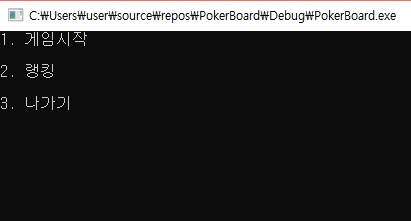 C:₩Users₩user₩source₩repos₩PokerBoard₩Debug₩PokerBoard.exe
1. 게임시작
2. 랭킹
3. 나가기